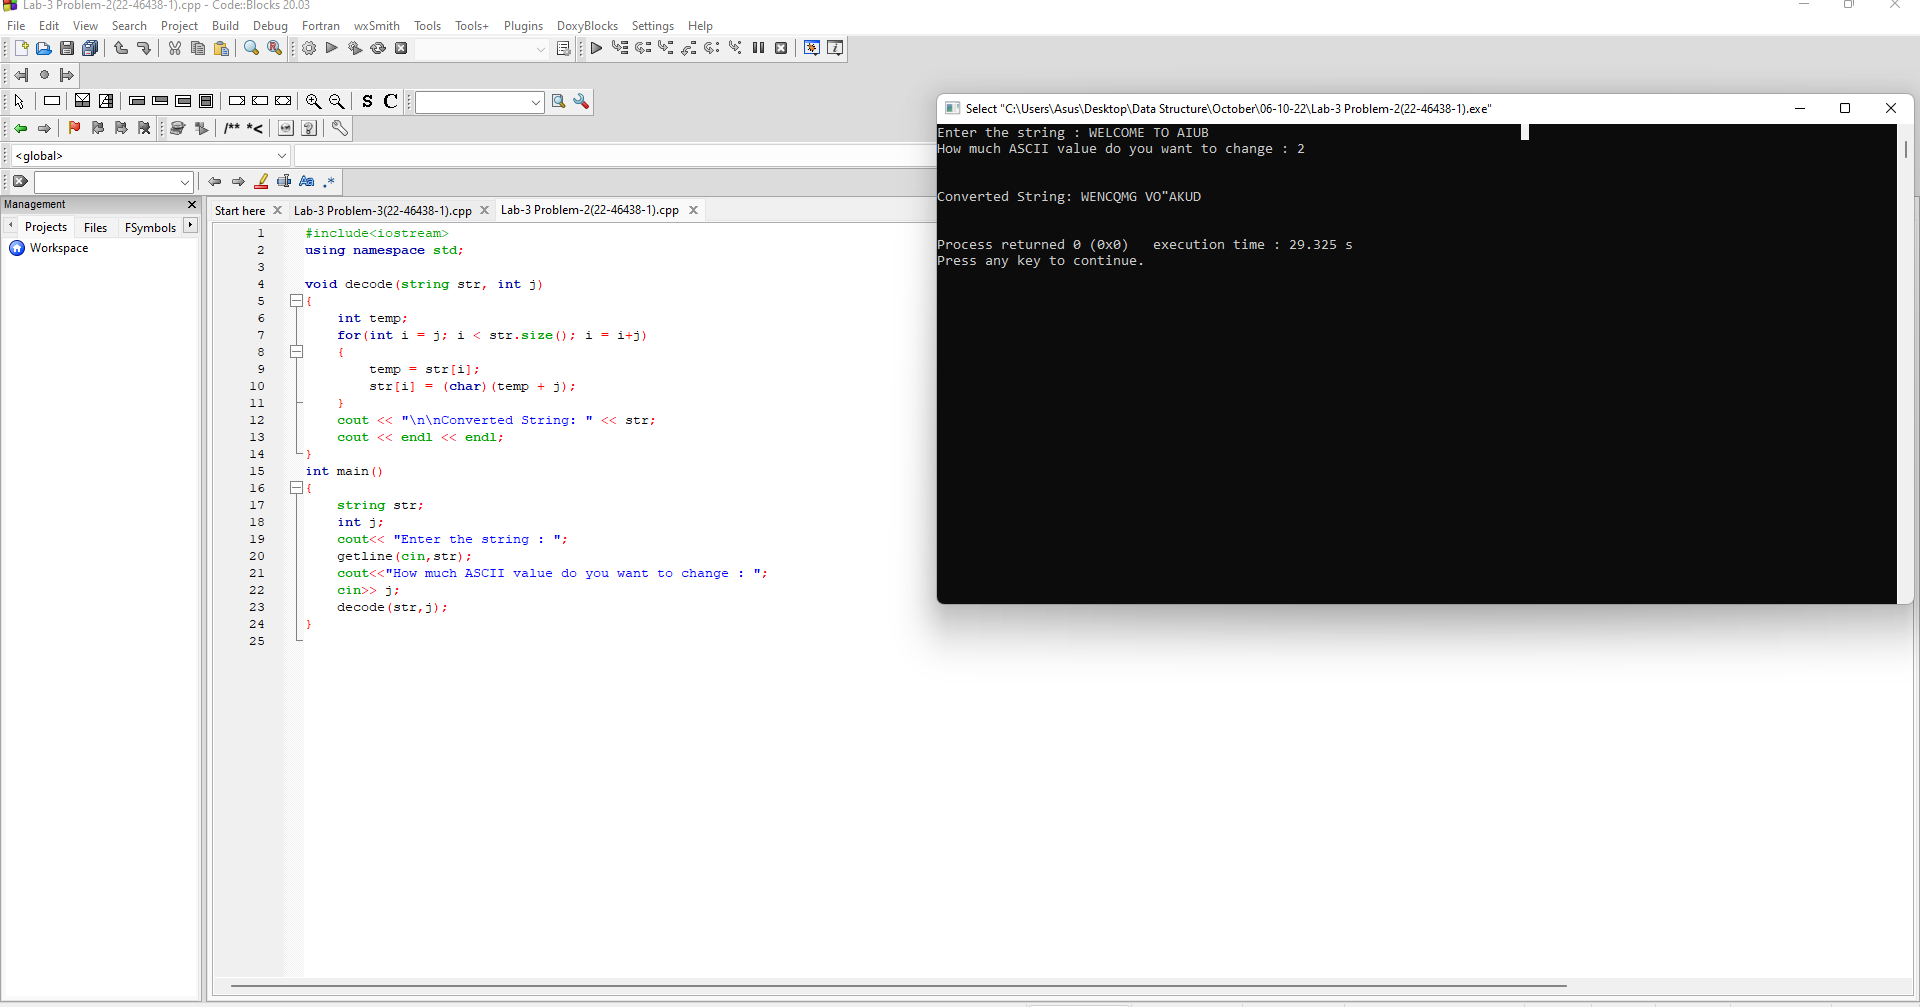 Lab-3 Problem-2(22-46438-1).cpp - Code::Blocks 20.03
File Edit View Search Project Build Debug Fortran wxSmith Tools Tools+ Plugins DoxyBlocks Settings Help
S C
/** *<
<global>
Aa .*
Management
Projects Files FSymbols
Workspace
Start here Lab-3 Problem-3(22-46438-1).cpp Lab-3 Problem-2(22-46438-1).cpp
1 #include<iostream>
2 using namespace std;
3
4 void decode(string str, int j)
5 {
6 int temp;
7 for(int i = j; i < str.size(); i = i+j)
8 {
9 temp = str[i];
10 str[i] = (char)(temp + j);
11 }
12 cout << "\n\nConverted String: " << str;
13 cout << endl << endl;
14 }
15 int main()
16 {
17 string str;
18 int j;
19 cout<< "Enter the string : ";
20 getline(cin,str);
21 cout<<"How much ASCII value do you want to change : ";
22 cin>> j;
23 decode(str,j);
24 }
25
Select "C:\Users\Asus\Desktop\Data Structure\October\06-10-22\Lab-3 Problem-2(22-46438-1).exe"
Enter the string : WELCOME TO AIUB
How much ASCII value do you want to change : 2
Converted String: WENCQMG VO"AKUD
Process returned 0 (0x0) execution time : 29.325 s
Press any key to continue.